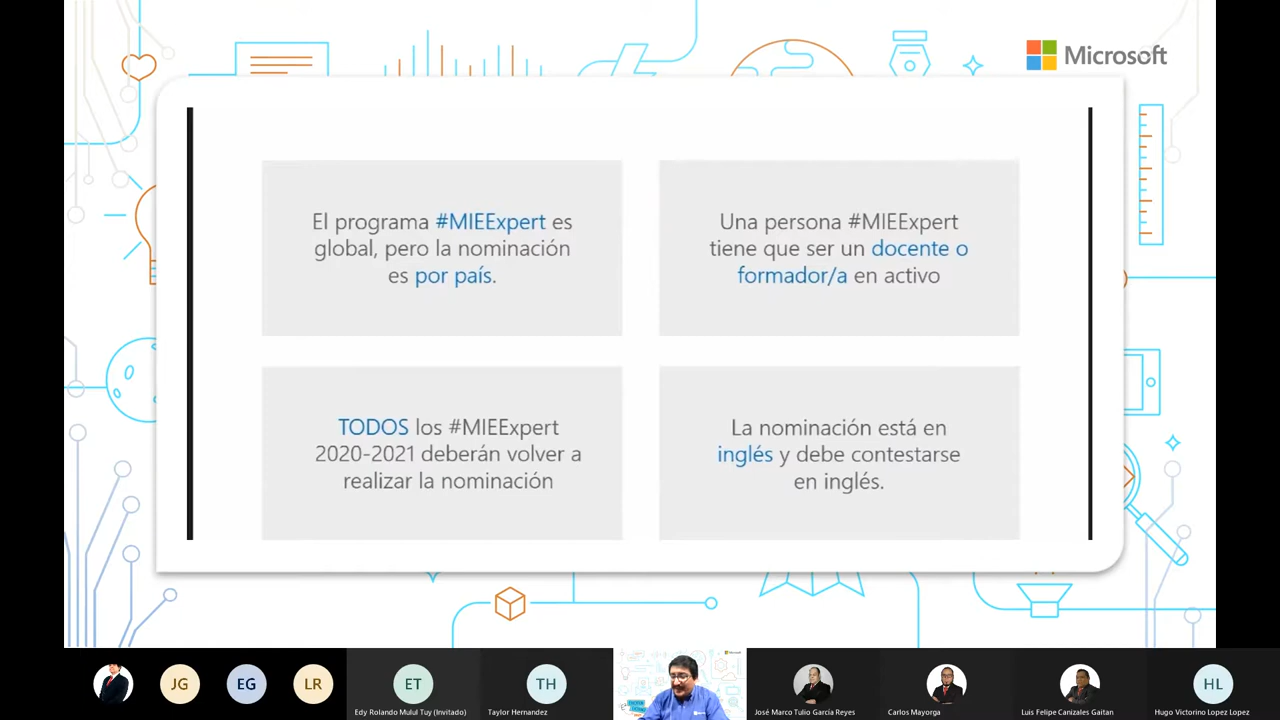 Microsoft
El programa #MIEExpert es
global, pero la nominación
es por país.
Una persona #MIEExpert
tiene que ser un docente o
formador/a en activo
TODOS los #MIEExpert
2020-2021 deberán volver a
realizar la nominación
La nominación está en
inglés y debe contestarse
en inglés.
JG
EG
LR
ET
TH
HL
Edy Rolando Mulul Tuy (Invitado)
Taylor Hernandez
José Marco Tulio García Reyes
Carlos Mayorga
Luis Felipe Canizales Gaitan
Hugo Victorino Lopez Lopez